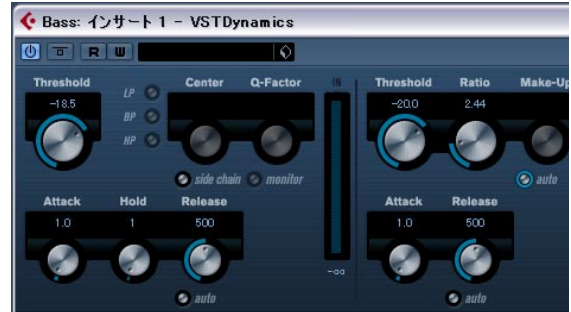 Bass: インサート 1 - VSTDynamics
R W
Threshold
-18.5
LP
BP
HP
Center Q-Factor
side chain monitor
Attack Hold Release
1.0 1 500
auto
IN
-oo
Threshold Ratio Make-Up
-20.0 2.44
auto
Attack Release
1.0 500
auto